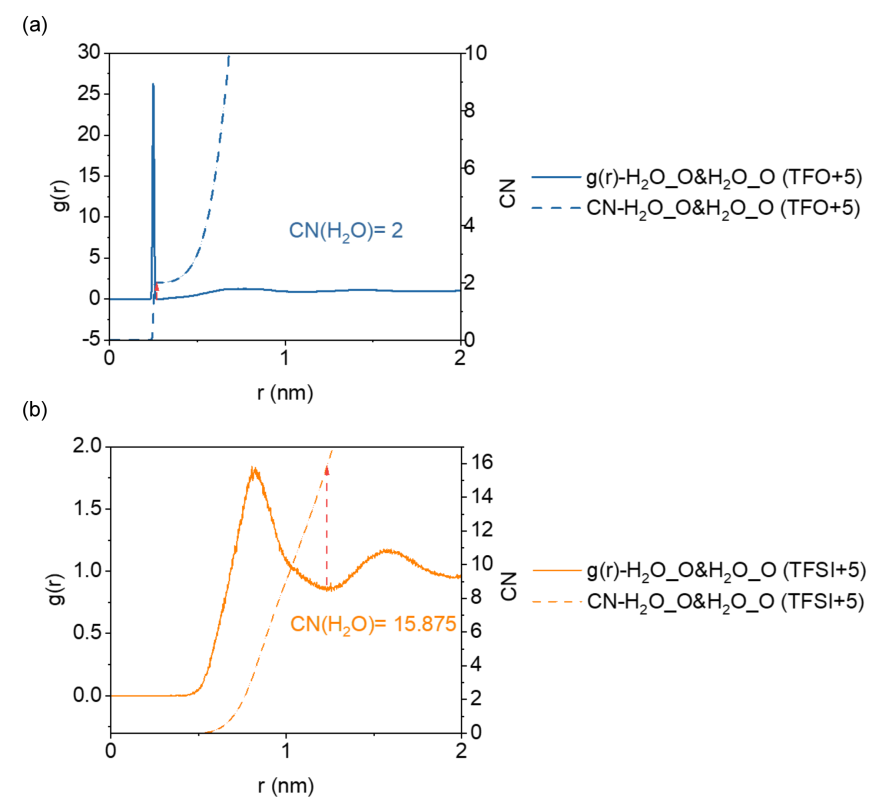 (a)
30
25
20
15
10
5
0
-5
g(r)
10
8
6
4
2
0
CN
CN(H₂O)= 2
0
1
2
r (nm)
g(r)-H₂O_O&H₂O_O (TFO+5)
CN-H₂O_O&H₂O_O (TFO+5)
(b)
2.0
1.5
1.0
0.5
0.0
g(r)
16
14
12
10
8
6
4
2
0
CN
CN(H₂O)= 15.875
0
1
2
r (nm)
g(r)-H₂O_O&H₂O_O (TFSI+5)
CN-H₂O_O&H₂O_O (TFSI+5)